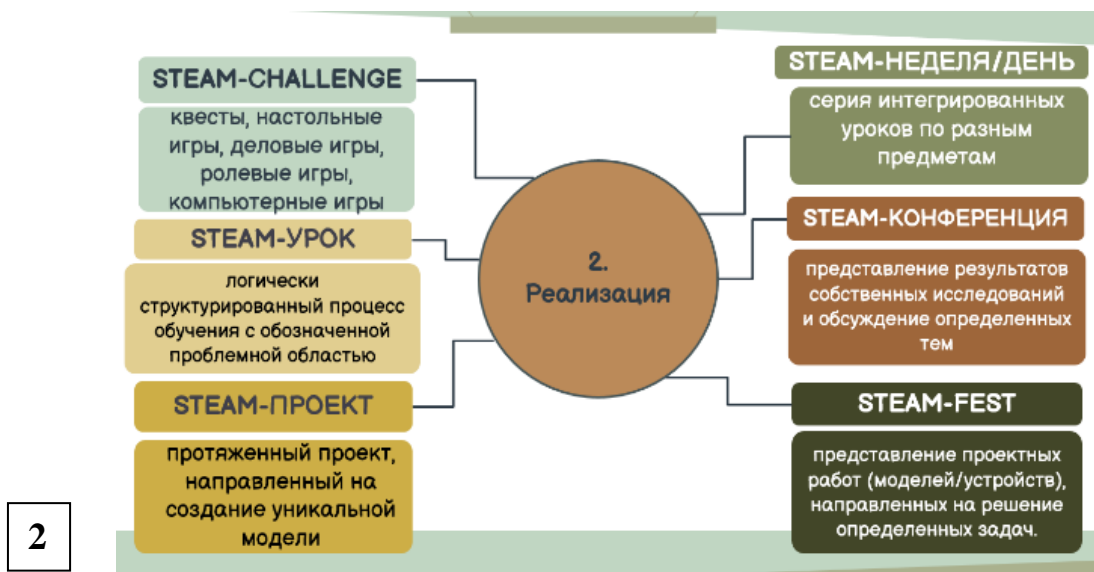 STEAM-CHALLENGE
квесты, настольные
игры, деловые игры,
ролевые игры,
компьютерные игры
STEAM-УРОК
логически
структурированный процесс
обучения с обозначенной
проблемной областью
STEAM-ПРОЕКТ
протяженный проект,
направленный на
создание уникальной
модели
2.
Реализация
STEAM-НЕДЕЛЯ/ДЕНЬ
серия интегрированных
уроков по разным
предметам
STEAM-КОНФЕРЕНЦИЯ
представление результатов
собственных исследований
и обсуждение определенных
тем
STEAM-FEST
представление проектных
работ (моделей/устройств),
направленных на решение
определенных задач.
2